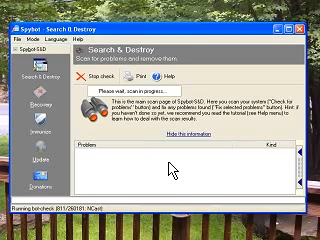 Spybot - Search & Destroy
File Mode Language Help
Spybot-S&D
Search & Destroy
Scan for problems and remove them.
Search & Destroy
Recovery
Immunize
Update
Donations
Stop check Print Help
Please wait, scan in progress...
This is the main scan page of Spybot-S&D. Here you scan your system ("Check for
problems" button) and fix any problems found ("Fix selected problems" button). Hint: if
you haven't done so yet, we recommend you read the tutorial (see Help menu) to
learn how to deal with the scan results.
Hide this information
Problem Kind
Running bot-check (811/260181: NCast)